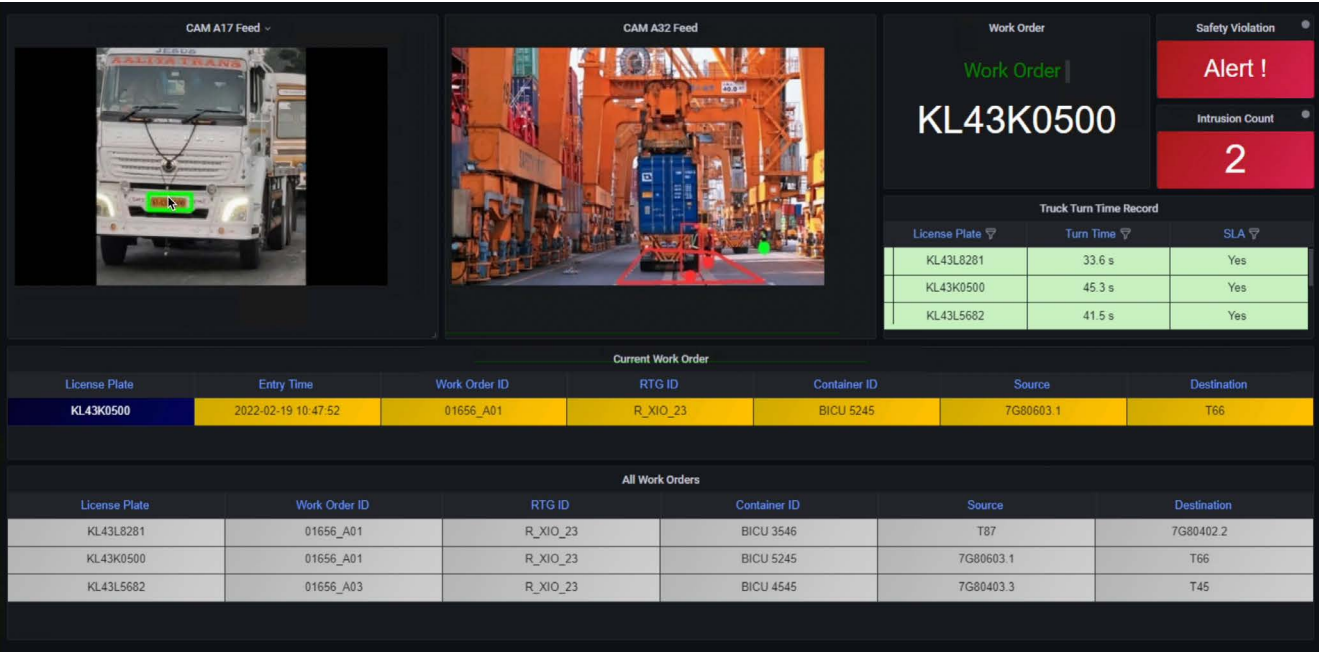 CAM A17 Feed
CAM A32 Feed
Work Order
Safety Violation
JESUS
AALIYA TRANS
40.0
Work Order
KL43K0500
Alert !
Intrusion Count
2
Truck Turn Time Record
License Plate Turn Time SLA
KL43L8281 33.6 s Yes
KL43K0500 45.3 s Yes
KL43L5682 41.5 s Yes
Current Work Order
License Plate Entry Time Work Order ID RTG ID Container ID Source Destination
KL43K0500 2022-02-19 10:47:52 01656_A01 R_XIO_23 BICU 5245 7G80603.1 T66
All Work Orders
License Plate Work Order ID RTG ID Container ID Source Destination
KL43L8281 01656_A01 R_XIO_23 BICU 3546 T87 7G80402.2
KL43K0500 01656_A01 R_XIO_23 BICU 5245 7G80603.1 T66
KL43L5682 01656_A03 R_XIO_23 BICU 4545 7G80403.3 T45